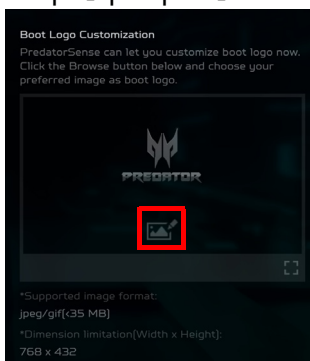 Boot Logo Customization
PredatorSense can let you customize boot logo now.
Click the Browse button below and choose your
preferred image as boot logo.
PREDATOR
*Supported image format:
jpeg/gif(<35 MB)
*Dimension limitation(Width x Height):
768 x 432